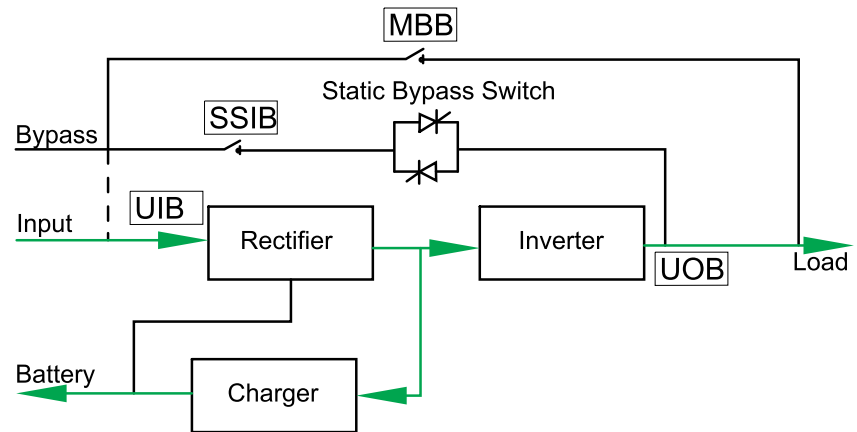 MBB
Static Bypass Switch
SSIB
Bypass
UIB
Input
Rectifier
Inverter
UOB
Load
Battery
Charger